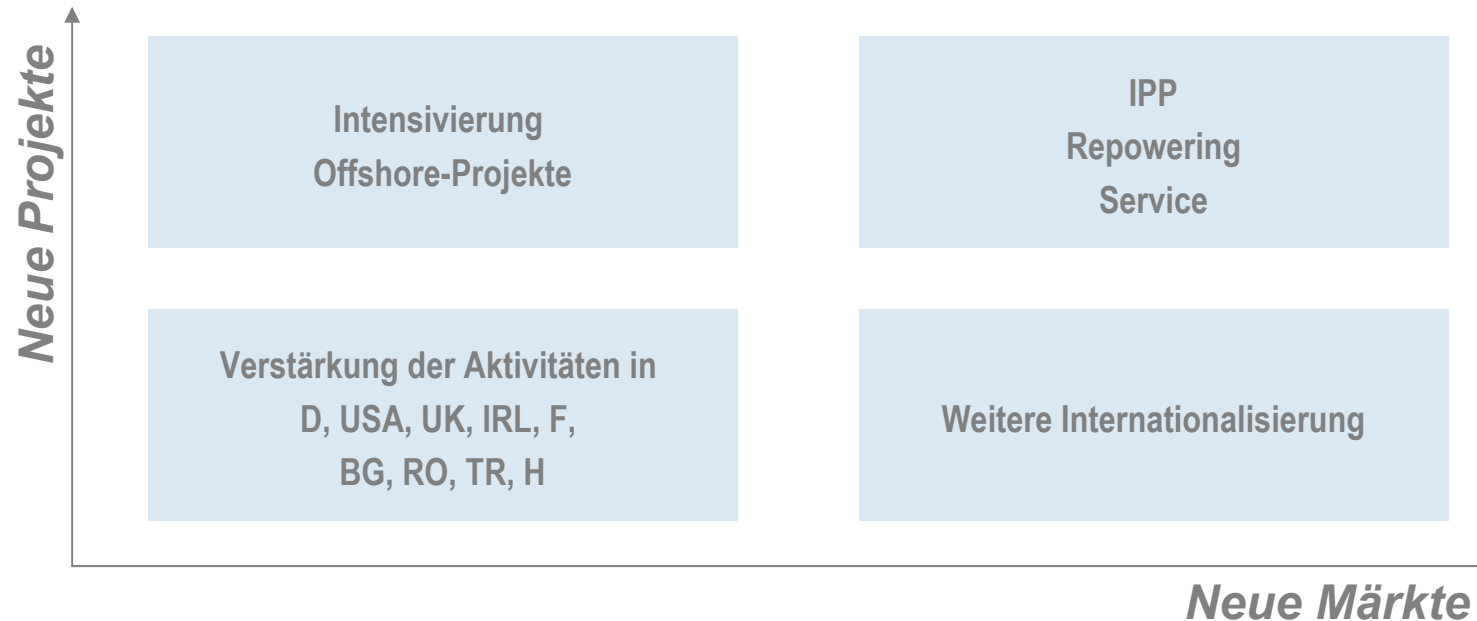 Neue Projekte
Intensivierung
Offshore-Projekte
IPP
Repowering
Service
Verstärkung der Aktivitäten in
D, USA, UK, IRL, F,
BG, RO, TR, H
Weitere Internationalisierung
Neue Märkte